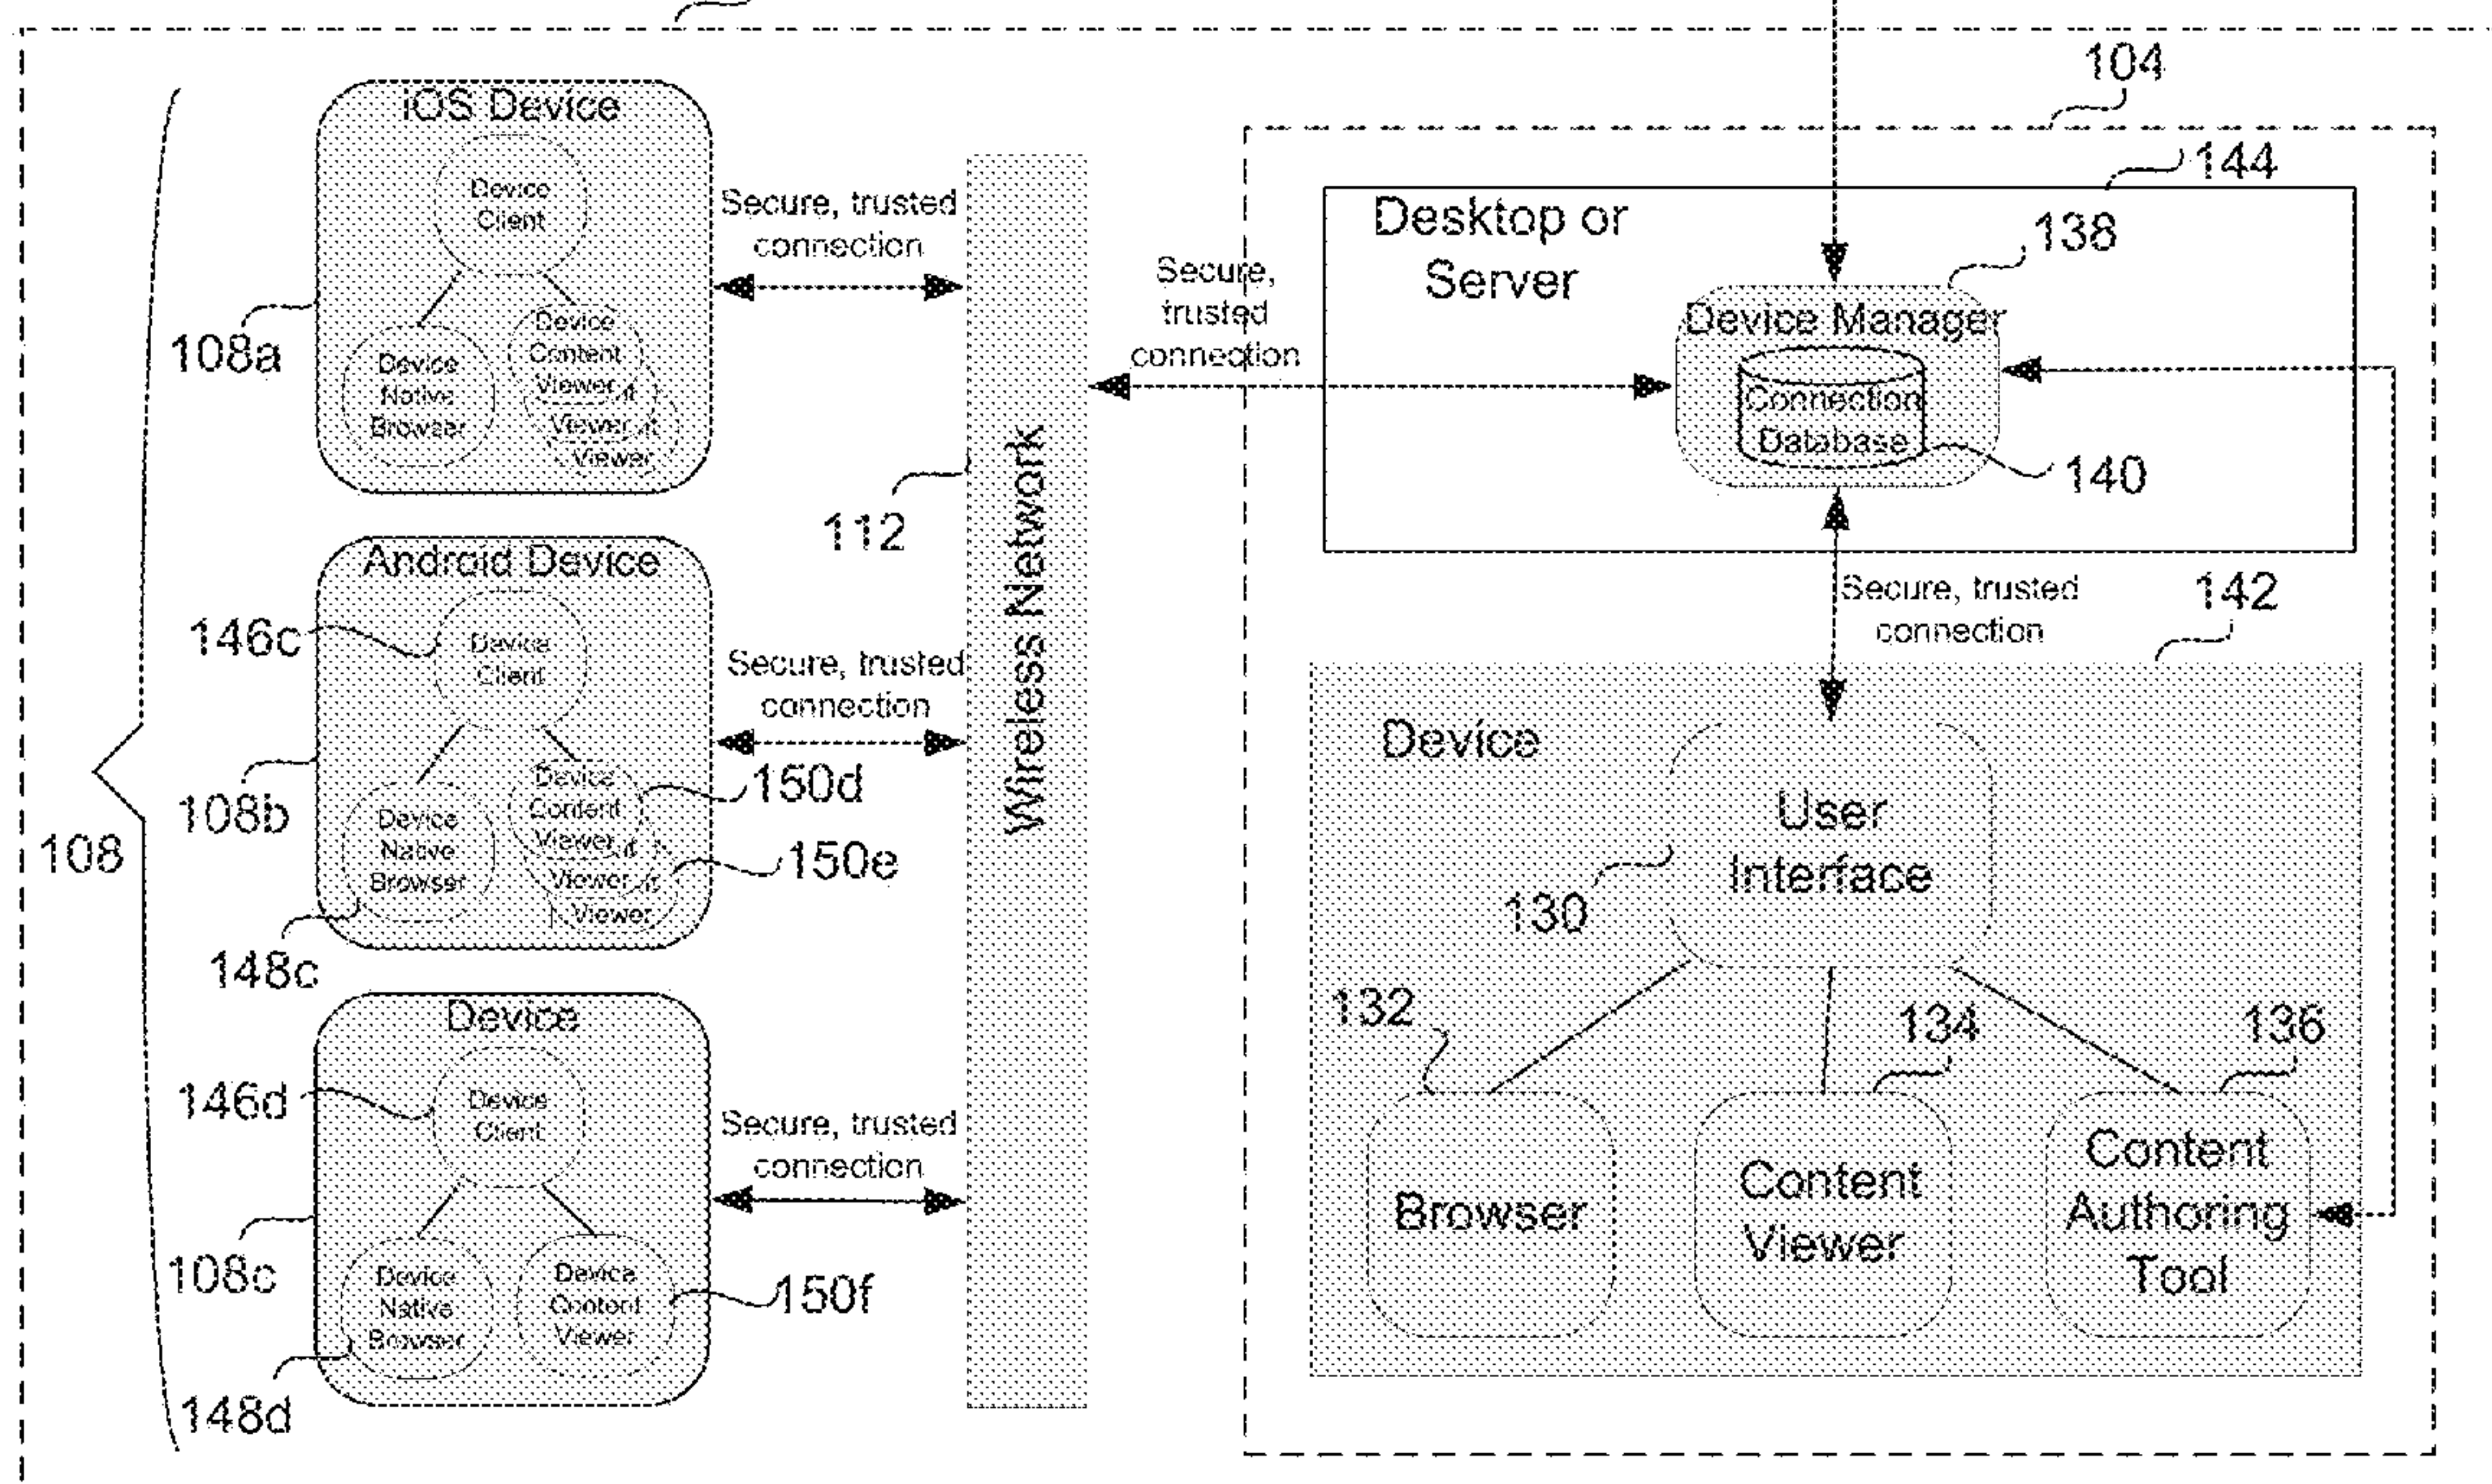 104
144
iOS Device
Device
Client
Device
Native
Browser
Device
Content
Viewer
Viewer
Viewer
108a
Secure, trusted
connection
Secure,
trusted
connection
Desktop or
Server
138
Device Manager
Connection
Database
140
112
Wireless Network
Android Device
146c
Device
Client
Device
Native
Browser
Device
Content
Viewer it
Viewer it
Viewer
150d
150e
108b
148c
108
Secure, trusted
connection
Secure, trusted
connection
142
Device
User
Interface
130
132
134
136
Browser
Content
Viewer
Content
Authoring
Tool
Device
146d
Device
Client
Device
Native
Browser
Device
Content
Viewer
150f
108c
148d
Secure, trusted
connection